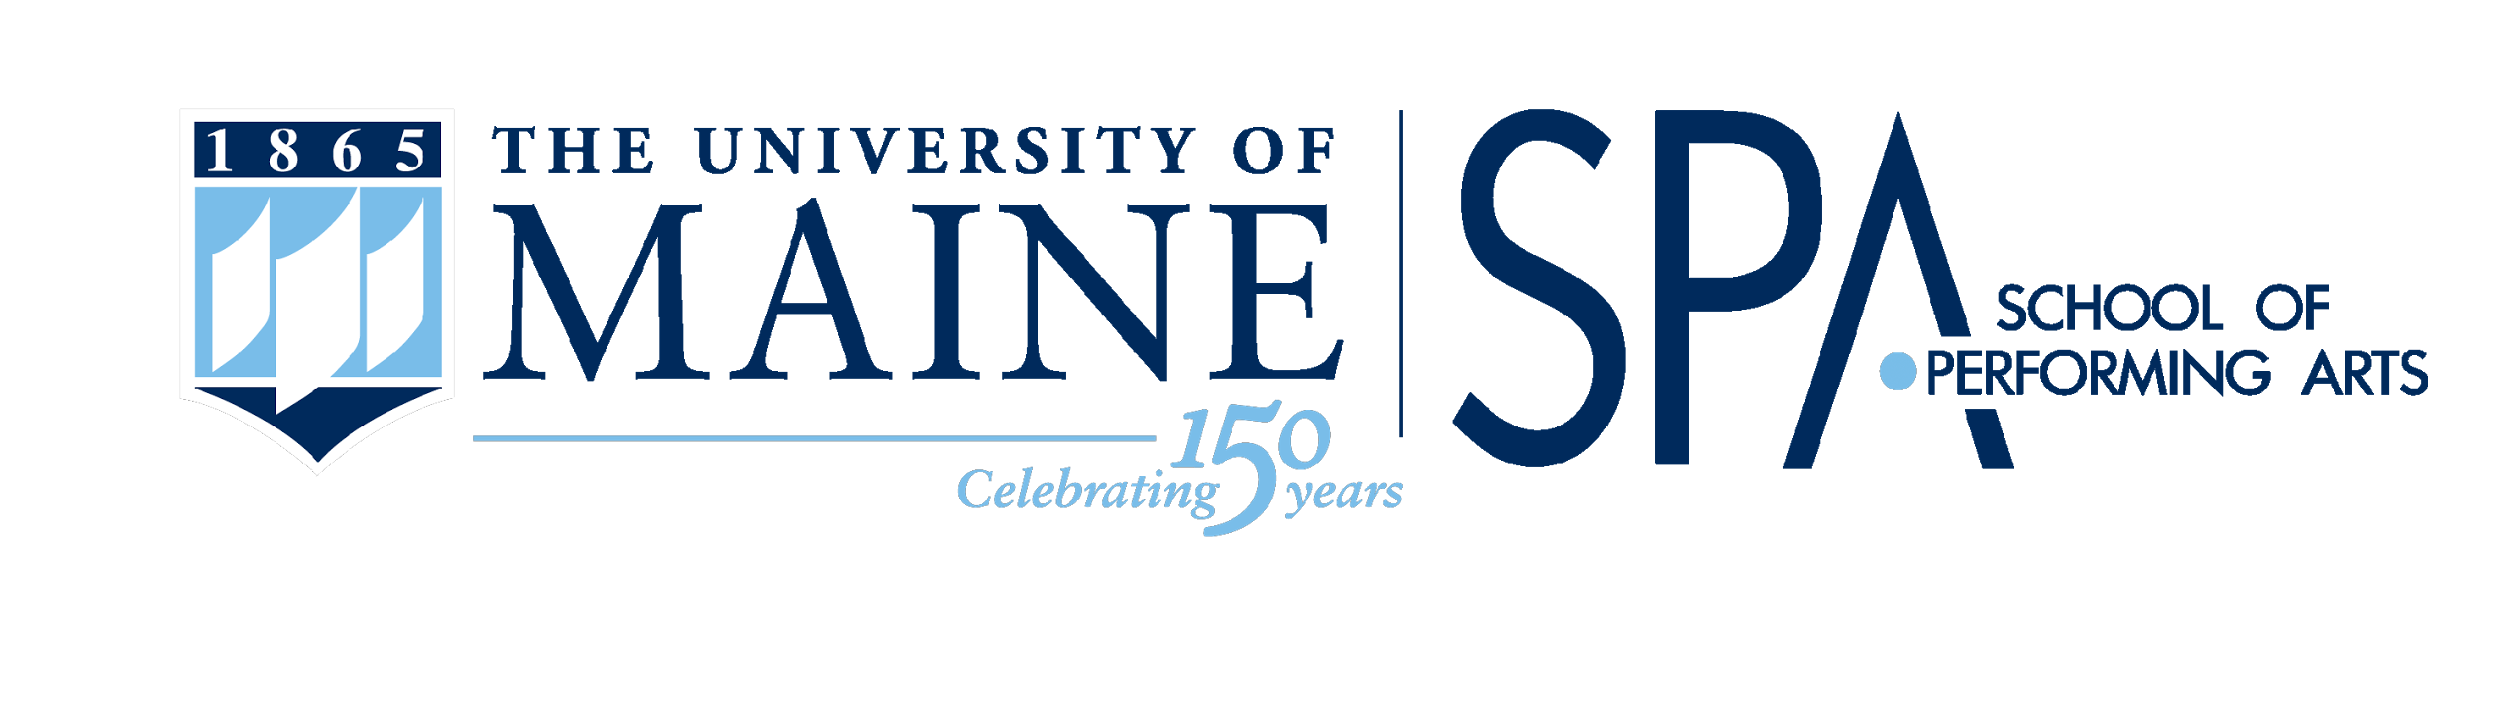 1865
THE UNIVERSITY OF
MAINE
Celebrating 150 years
SPA
SCHOOL OF
PERFORMING ARTS